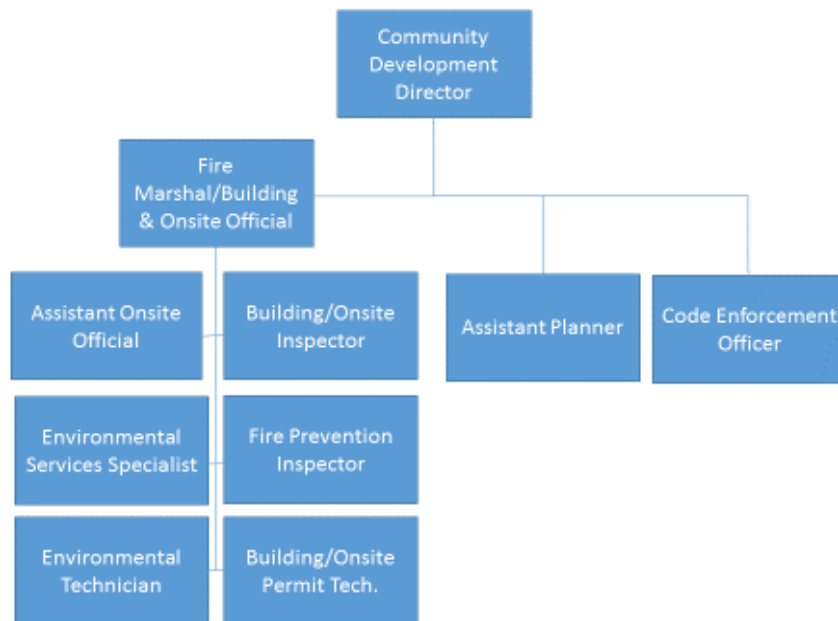 Community
Development
Director
Fire
Marshal/Building
& Onsite Official
Assistant Onsite
Official
Building/Onsite
Inspector
Assistant Planner
Code Enforcement
Officer
Environmental
Services Specialist
Fire Prevention
Inspector
Environmental
Technician
Building/Onsite
Permit Tech.